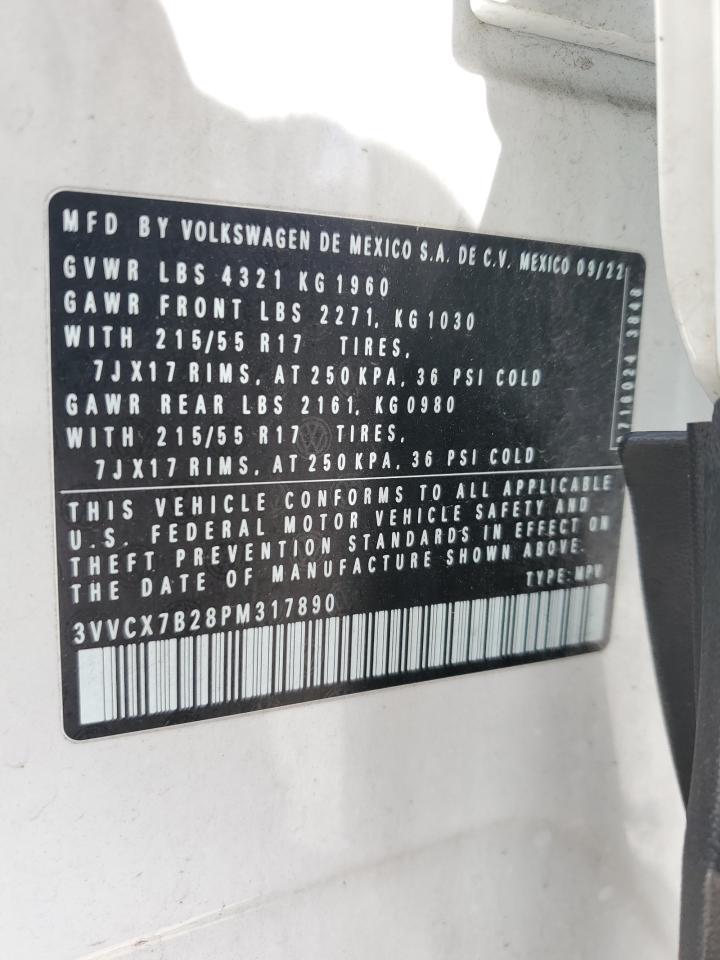 MFD BY VOLKSWAGEN DE MEXICO S.A. DE C.V. MEXICO 09/22
GVWR LBS 4321 KG 1960
GAWR FRONT LBS 2271, KG 1030
WITH 215/55 R17 TIRES,
7JX17 RIMS, AT 250 KPA, 36 PSI COLD
GAWR REAR LBS 2161, KG 0980
WITH 215/55 R17 TIRES,
7JX17 RIMS, AT 250 KPA, 36 PSI COLD
THIS VEHICLE CONFORMS TO ALL APPLICABLE
U.S. FEDERAL MOTOR VEHICLE SAFETY AND
THEFT PREVENTION STANDARDS IN EFFECT ON
THE DATE OF MANUFACTURE SHOWN ABOVE.
TYPE: MPV
3VVCX7B28PM317890
3848